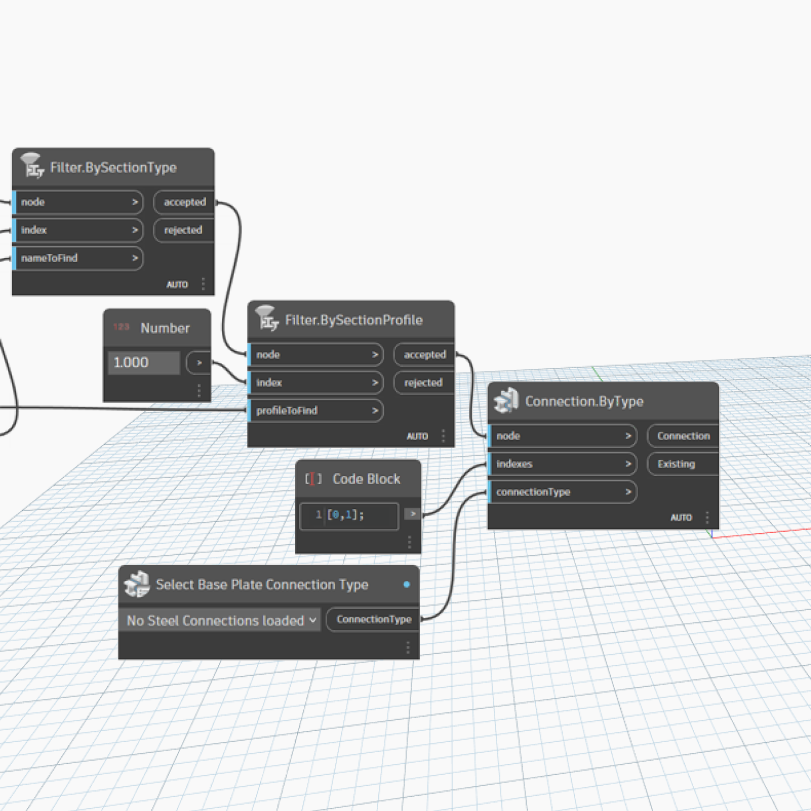 Filter.BySectionType
node > accepted
index > rejected
nameToFind >
AUTO
123 Number
1.000 >
Filter.BySectionProfile
node > accepted
index > rejected
profileToFind >
AUTO
Connection.ByType
node > Connection
indexes > Existing
connectionType >
AUTO
[ ] Code Block
1 [0,1]; >
Select Base Plate Connection Type
No Steel Connections loaded ConnectionType